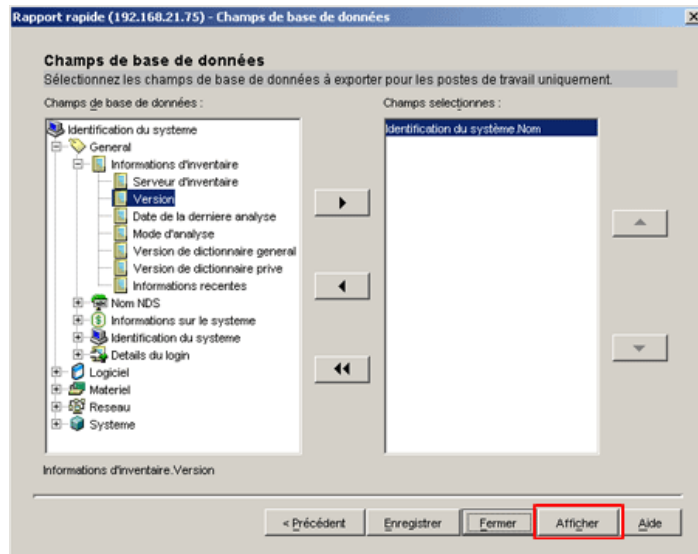 Rapport rapide (192.168.21.75) - Champs de base de données
Champs de base de données
Sélectionnez les champs de base de données à exporter pour les postes de travail uniquement.
Champs de base de données :
Champs selectionnes :
Identification du systeme
General
Informations d'inventaire
Serveur d'inventaire
Version
Date de la derniere analyse
Mode d'analyse
Version de dictionnaire general
Version de dictionnaire prive
Informations recentes
Nom NDS
Informations sur le systeme
Identification du systeme
Details du login
Logiciel
Materiel
Reseau
Systeme
Identification du système.Nom
Informations d'inventaire.Version
< Précédent
Enregistrer
Fermer
Afficher
Aide